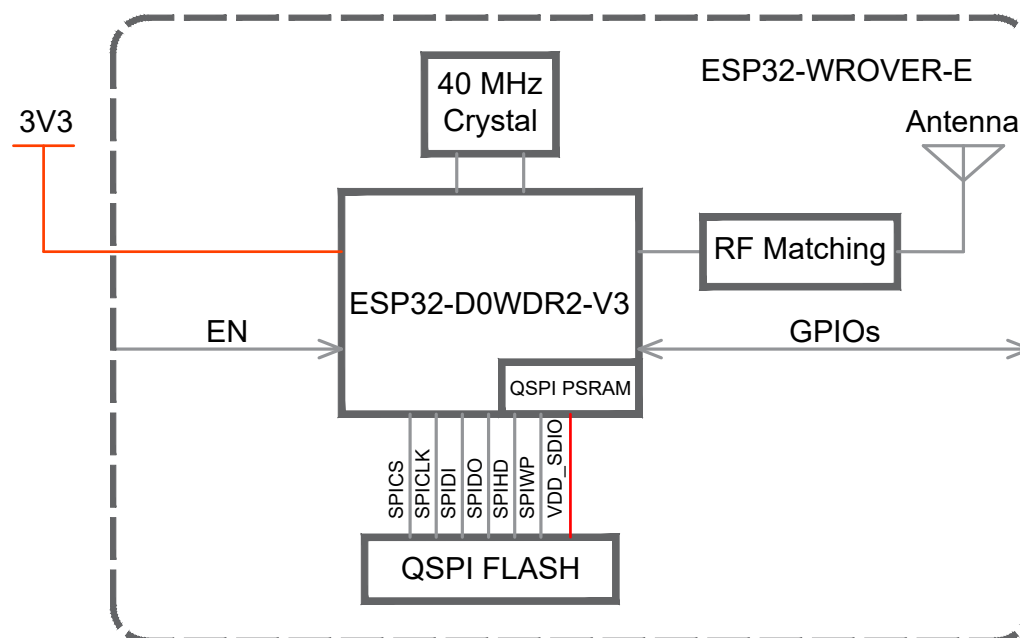 ESP32-WROVER-E
40 MHz
Crystal
3V3
Antenna
RF Matching
ESP32-D0WDR2-V3
EN
GPIOs
QSPI PSRAM
SPICS
SPICLK
SPIDI
SPIDO
SPIHD
SPIWP
VDD_SDIO
QSPI FLASH